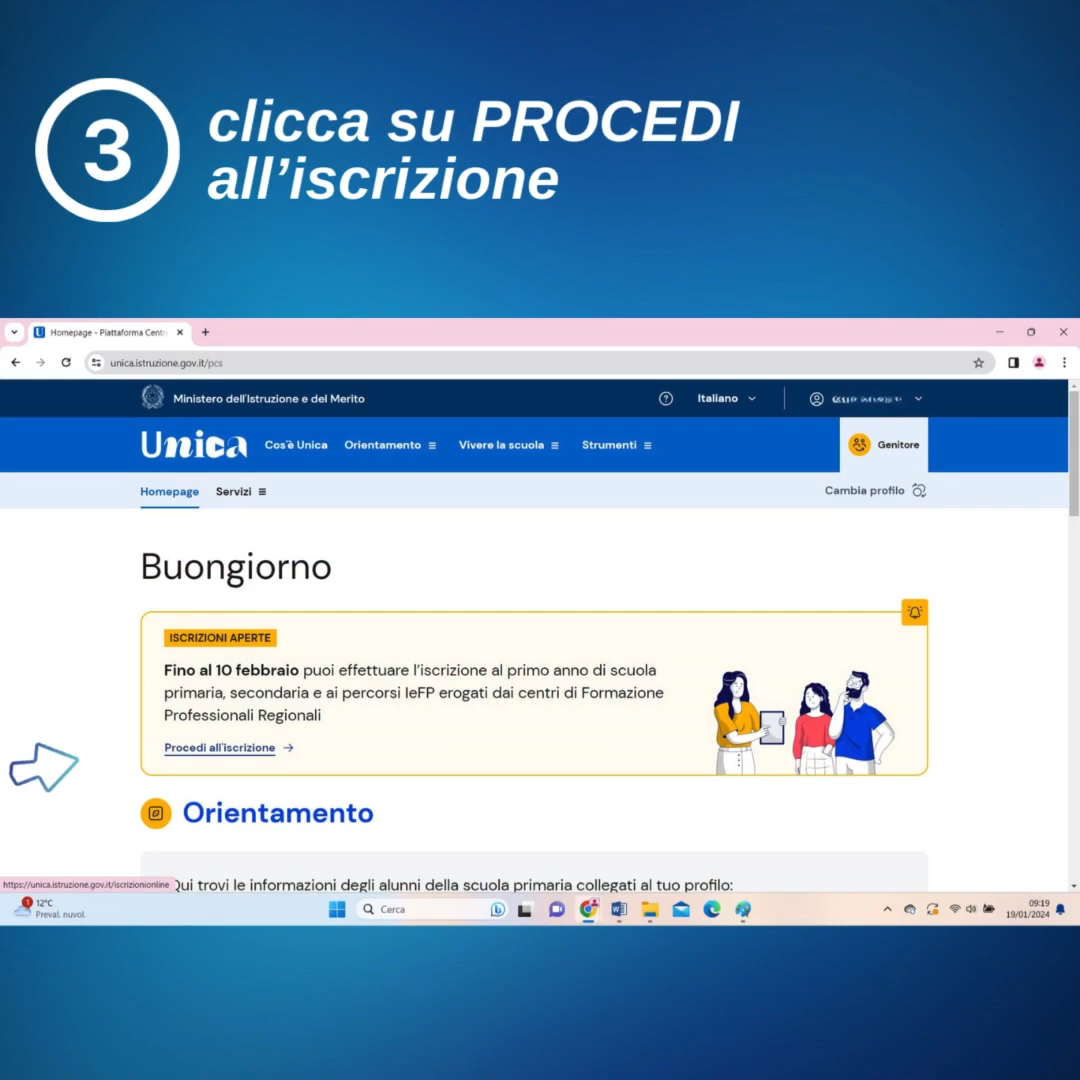 3
clicca su PROCEDI
all'iscrizione
Homepage - Piattaforma Cent
unica.istruzione.gov.it/pcs
Ministero dell'Istruzione e del Merito
Italiano
Unica
Cos'è Unica
Orientamento
Vivere la scuola
Strumenti
Genitore
Homepage
Servizi
Cambia profilo
Buongiorno
ISCRIZIONI APERTE
Fino al 10 febbraio puoi effettuare l'iscrizione al primo anno di scuola
primaria, secondaria e ai percorsi IeFP erogati dai centri di Formazione
Professionali Regionali
Procedi all'iscrizione
Orientamento
Qui trovi le informazioni degli alunni della scuola primaria collegati al tuo profilo:
https://unica.istruzione.gov.it/iscrizionionline
1
12°C
Preval. nuvol.
Cerca
09:19
19/01/2024